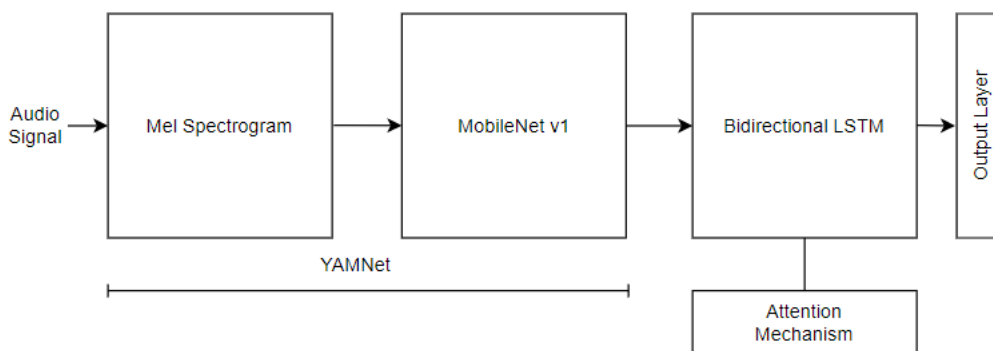 Audio
Signal
Mel Spectrogram
MobileNet v1
Bidirectional LSTM
Output Layer
YAMNet
Attention
Mechanism